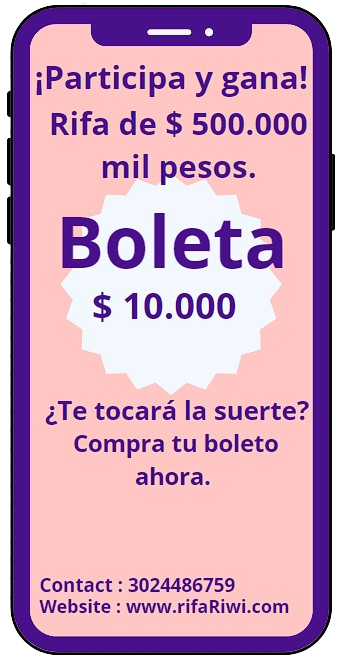 ¡Participa y gana!
Rifa de $ 500.000
mil pesos.
Boleta
$ 10.000
¿Te tocará la suerte?
Compra tu boleto
ahora.
Contact : 3024486759
Website : www.rifaRiwi.com